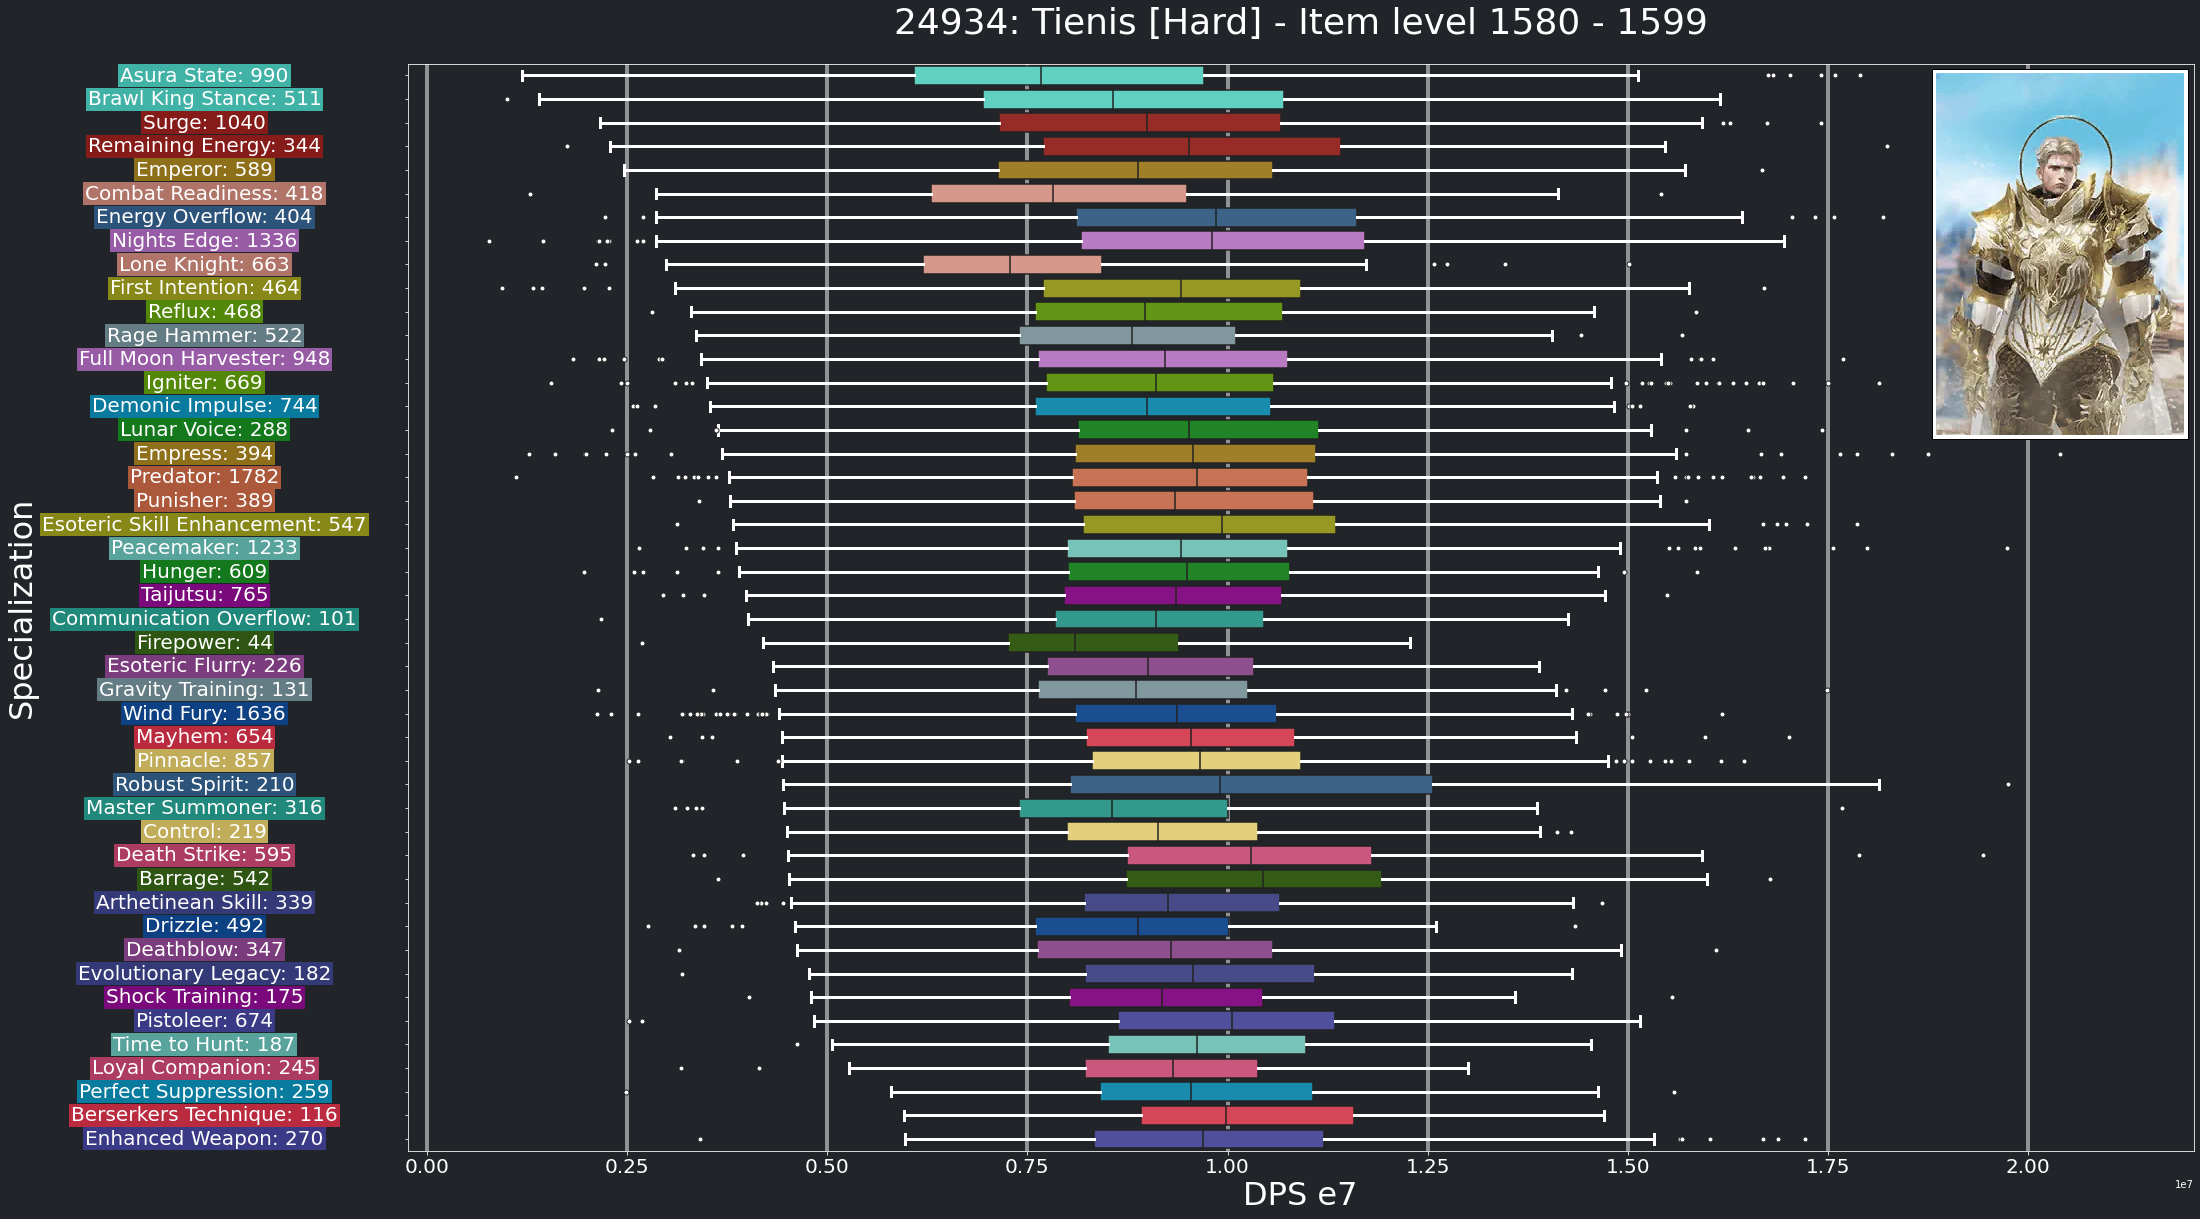 24934: Tienis [Hard] - Item level 1580 - 1599
Asura State: 990
Brawl King Stance: 511
Surge: 1040
Remaining Energy: 344
Emperor: 589
Combat Readiness: 418
Energy Overflow: 404
Nights Edge: 1336
Lone Knight: 663
First Intention: 464
Reflux: 468
Rage Hammer: 522
Full Moon Harvester: 948
Igniter: 669
Demonic Impulse: 744
Lunar Voice: 288
Empress: 394
Predator: 1782
Punisher: 389
Esoteric Skill Enhancement: 547
Peacemaker: 1233
Hunger: 609
Taijutsu: 765
Communication Overflow: 101
Firepower: 44
Esoteric Flurry: 226
Gravity Training: 131
Wind Fury: 1636
Mayhem: 654
Pinnacle: 857
Robust Spirit: 210
Master Summoner: 316
Control: 219
Death Strike: 595
Barrage: 542
Arthetinean Skill: 339
Drizzle: 492
Deathblow: 347
Evolutionary Legacy: 182
Shock Training: 175
Pistoleer: 674
Time to Hunt: 187
Loyal Companion: 245
Perfect Suppression: 259
Berserkers Technique: 116
Enhanced Weapon: 270
Specialization
0.00 0.25 0.50 0.75 1.00 1.25 1.50 1.75 2.00
DPS e7
1e7